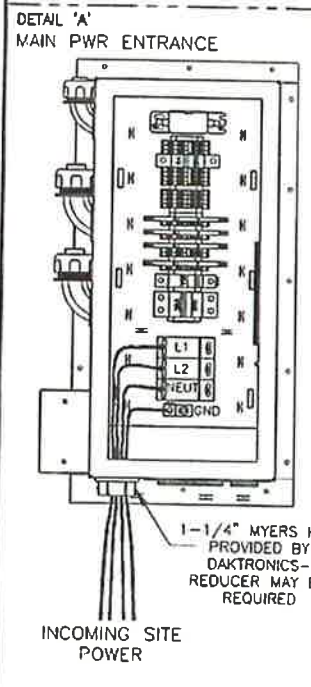 DETAIL 'A'
MAIN PWR ENTRANCE
L1
L2
NEUT
GND
1-1/4" MYERS
PROVIDED BY
DAKTRONICS-
REDUCER MAY
REQUIRED
INCOMING SITE
POWER